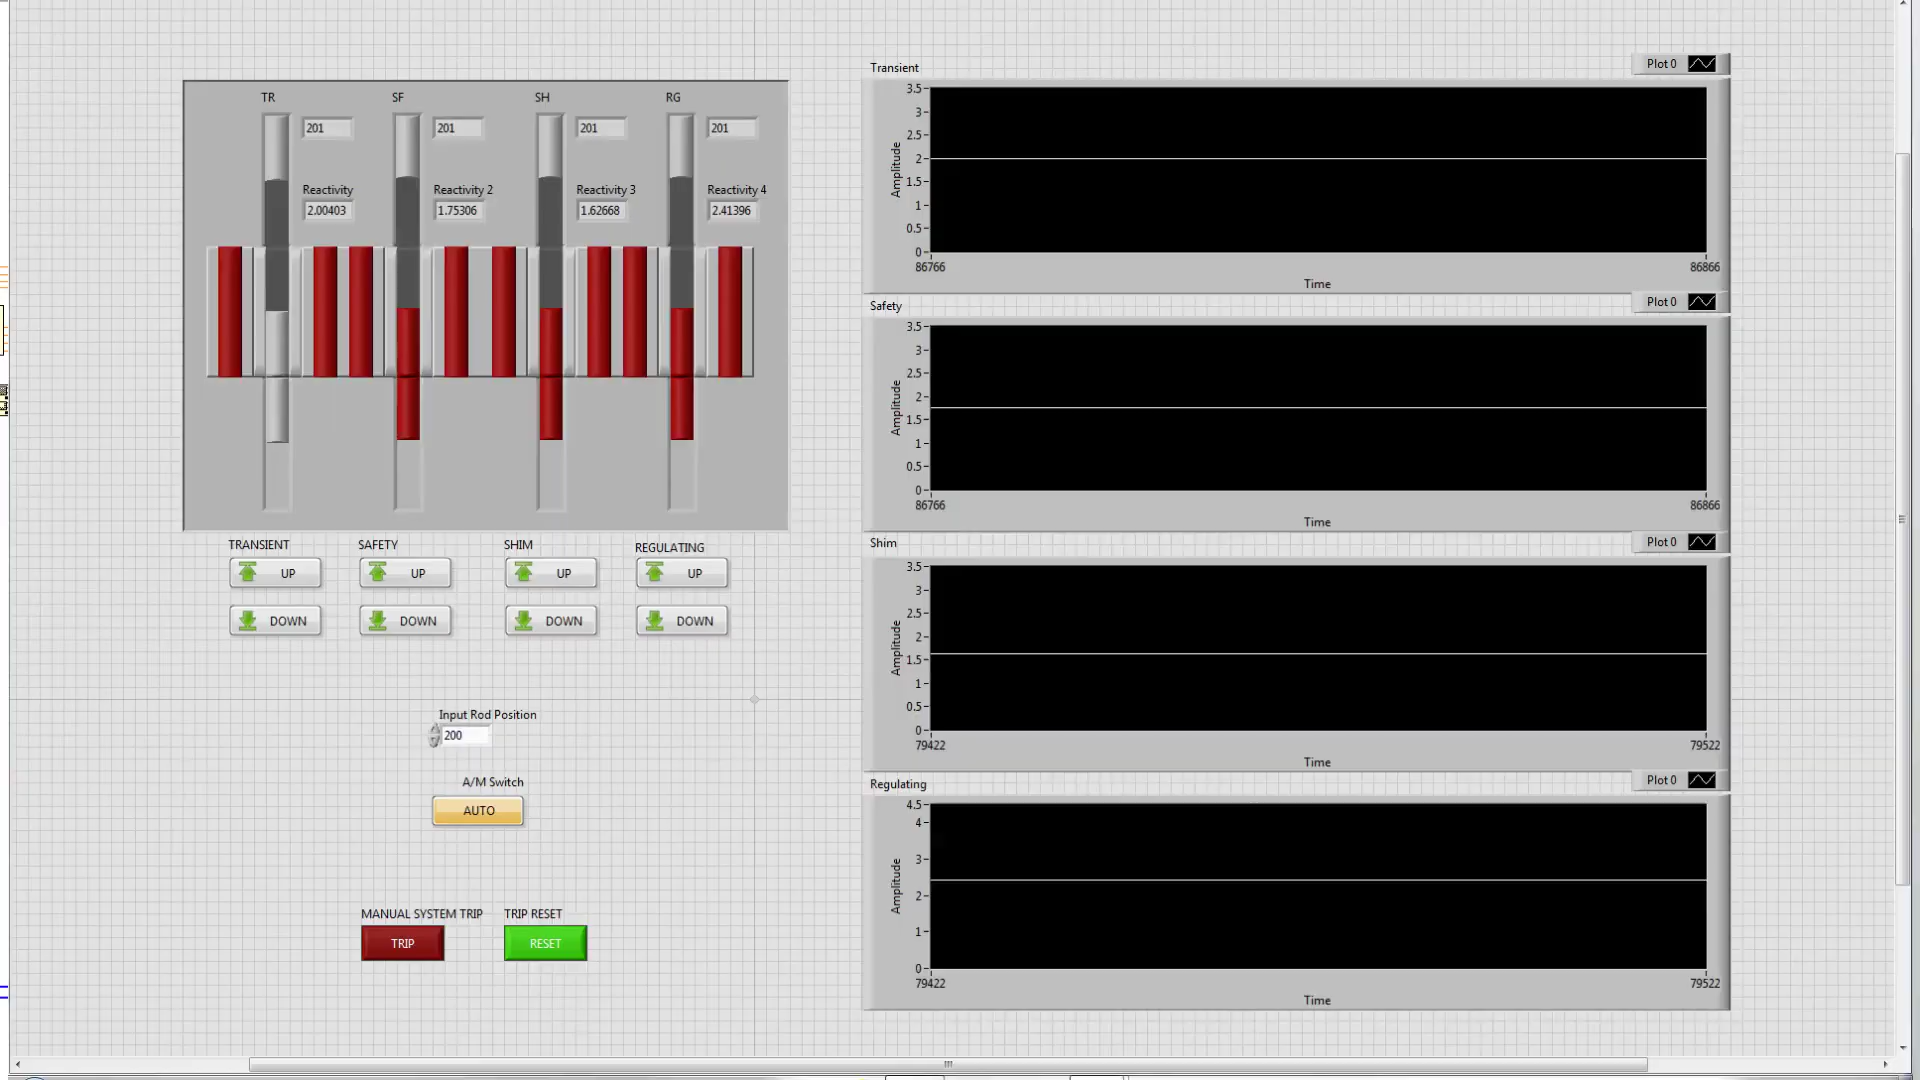 TR SF SH RG
201 201 201 201
Reactivity Reactivity 2 Reactivity 3 Reactivity 4
2.00403 1.75306 1.62668 2.41396
TRANSIENT SAFETY SHIM REGULATING
UP UP UP UP
DOWN DOWN DOWN DOWN
Input Rod Position
200
A/M Switch
AUTO
MANUAL SYSTEM TRIP TRIP RESET
TRIP RESET
Transient
Plot 0
Amplitude
3.5
3
2.5
2
1.5
1
0.5
0
86766 86866
Time
Safety
Plot 0
Amplitude
3.5
3
2.5
2
1.5
1
0.5
0
86766 86866
Time
Shim
Plot 0
Amplitude
3.5
3
2.5
2
1.5
1
0.5
0
79422 79522
Time
Regulating
Plot 0
Amplitude
4.5
4
3
2
1
0
79422 79522
Time